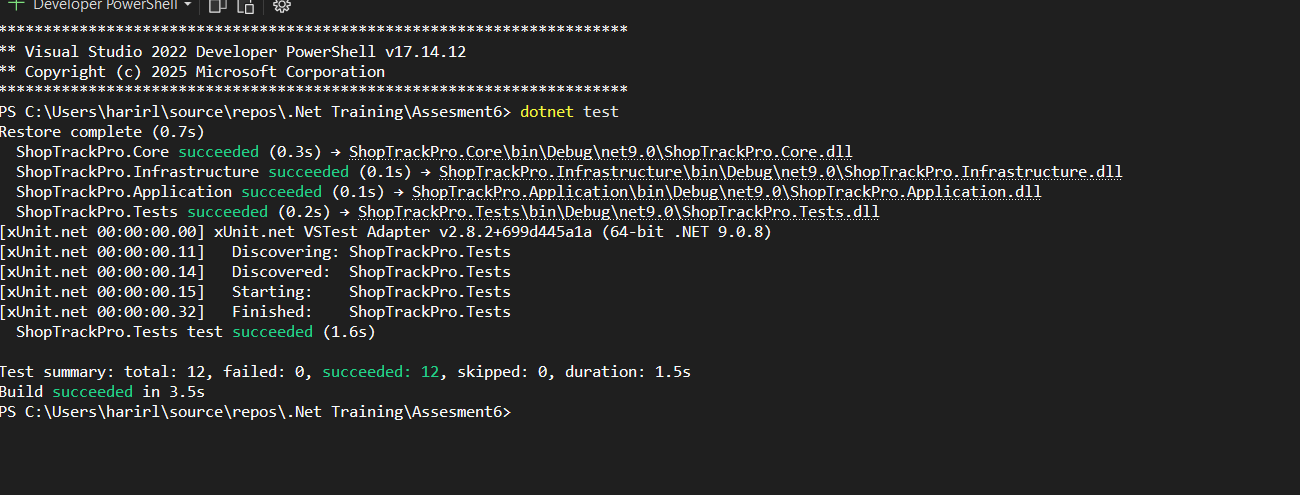 Developer PowerShell
********************************************************************** 
** Visual Studio 2022 Developer PowerShell v17.14.12
** Copyright (c) 2025 Microsoft Corporation
**********************************************************************
PS C:\Users\harirl\source\repos\.Net Training\Assesment6> dotnet test
Restore complete (0.7s)
  ShopTrackPro.Core succeeded (0.3s) → ShopTrackPro.Core\bin\Debug\net9.0\ShopTrackPro.Core.dll
  ShopTrackPro.Infrastructure succeeded (0.1s) → ShopTrackPro.Infrastructure\bin\Debug\net9.0\ShopTrackPro.Infrastructure.dll
  ShopTrackPro.Application succeeded (0.1s) → ShopTrackPro.Application\bin\Debug\net9.0\ShopTrackPro.Application.dll
  ShopTrackPro.Tests succeeded (0.2s) → ShopTrackPro.Tests\bin\Debug\net9.0\ShopTrackPro.Tests.dll
[xUnit.net 00:00:00.00] xUnit.net VSTest Adapter v2.8.2+699d445a1a (64-bit .NET 9.0.8)
[xUnit.net 00:00:00.11]   Discovering: ShopTrackPro.Tests
[xUnit.net 00:00:00.14]   Discovered:  ShopTrackPro.Tests
[xUnit.net 00:00:00.15]   Starting:    ShopTrackPro.Tests
[xUnit.net 00:00:00.32]   Finished:    ShopTrackPro.Tests
  ShopTrackPro.Tests test succeeded (1.6s)
Test summary: total: 12, failed: 0, succeeded: 12, skipped: 0, duration: 1.5s
Build succeeded in 3.5s
PS C:\Users\harirl\source\repos\.Net Training\Assesment6>